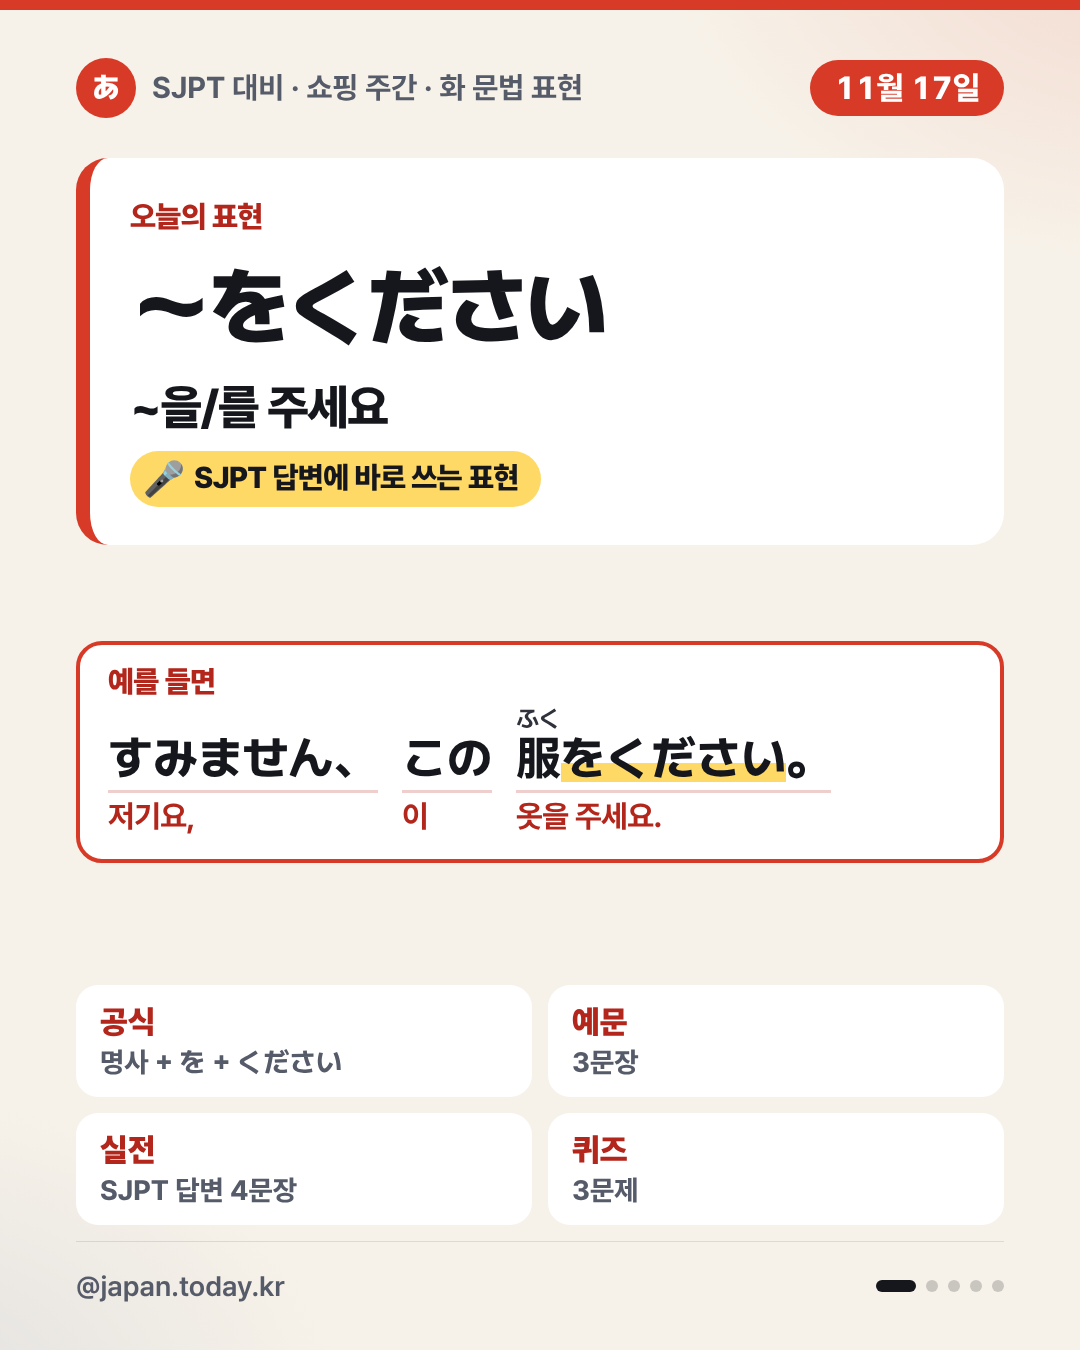 あ SJPT 대비 · 쇼핑 주간 · 화 문법 표현
11월 17일
오늘의 표현
~をください
~을/를 주세요
🎤 SJPT 답변에 바로 쓰는 표현
예를 들면
ふく
すみません、 この 服をください。
저기요, 이 옷을 주세요.
공식
명사 + を + ください
예문
3문장
실전
SJPT 답변 4문장
퀴즈
3문제
@japan.today.kr